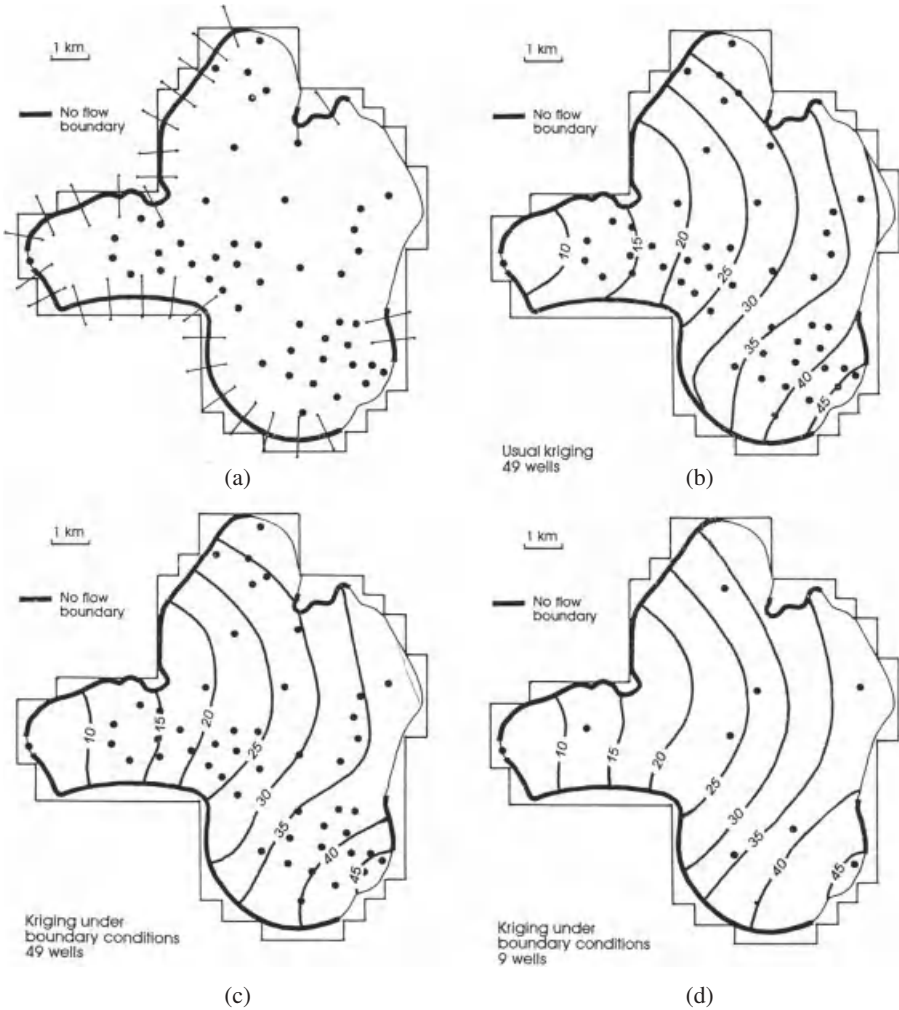 1 km
No flow
boundary
(a)
1 km
No flow
boundary
10
15
20
25
30
35
40
45
Usual kriging
49 wells
(b)
1 km
No flow
boundary
10
15
20
25
30
35
40
45
Kriging under
boundary conditions
49 wells
(c)
1 km
No flow
boundary
10
15
20
25
30
35
40
45
Kriging under
boundary conditions
9 wells
(d)